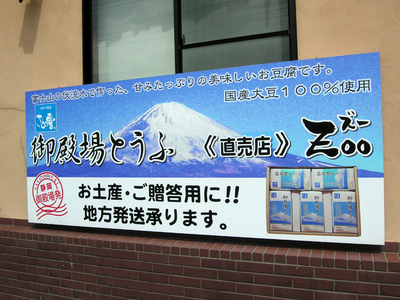 富士山の伏流水で作った、甘みたっぷりの美味しいお豆腐です。
国産大豆100％使用
御殿場とうふ
《直売店》
ズー
Zoo
静岡
御殿場発
お土産・ご贈答用に!!
地方発送承ります。